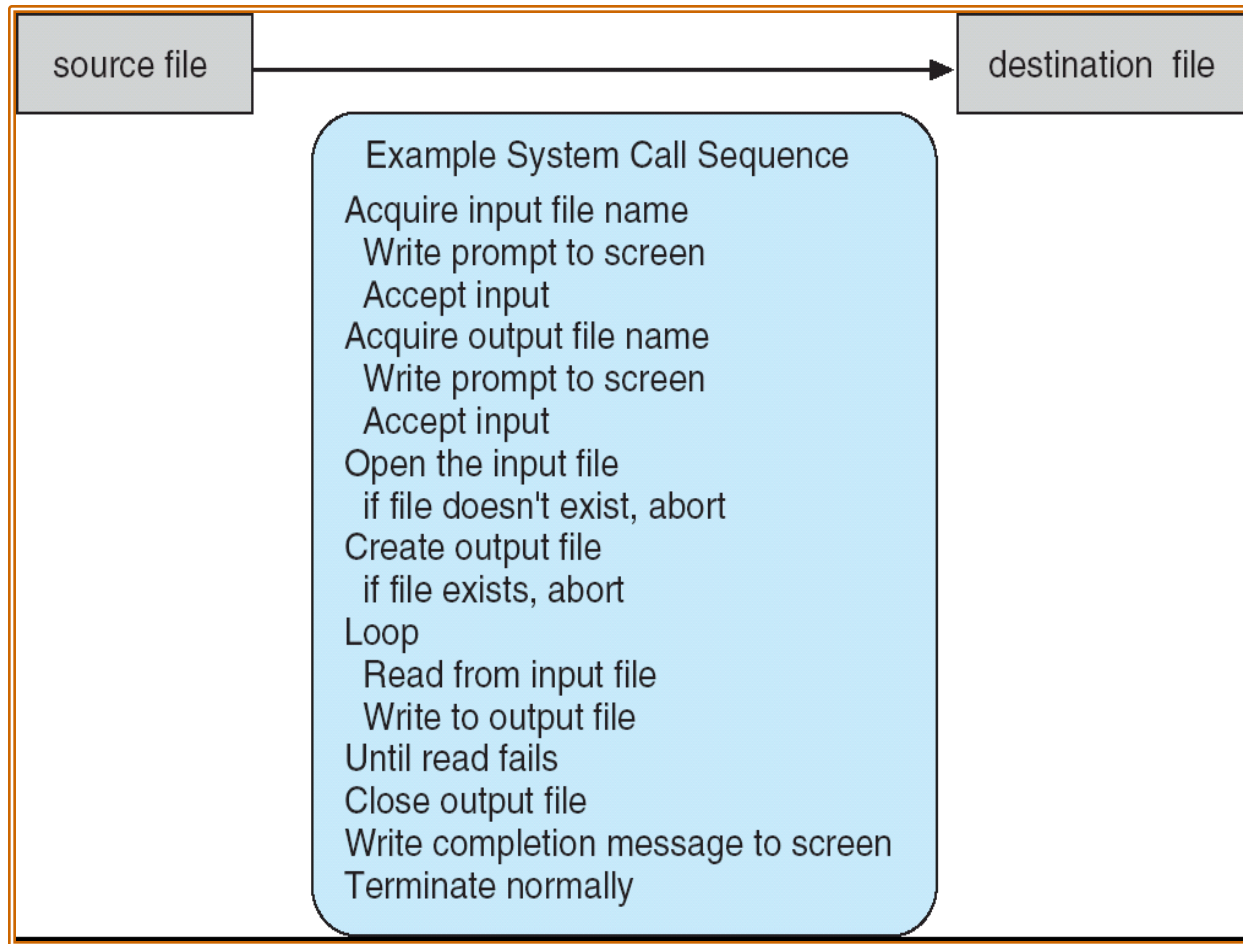 source file
destination file
Example System Call Sequence
Acquire input file name
Write prompt to screen
Accept input
Acquire output file name
Write prompt to screen
Accept input
Open the input file
if file doesn't exist, abort
Create output file
if file exists, abort
Loop
Read from input file
Write to output file
Until read fails
Close output file
Write completion message to screen
Terminate normally